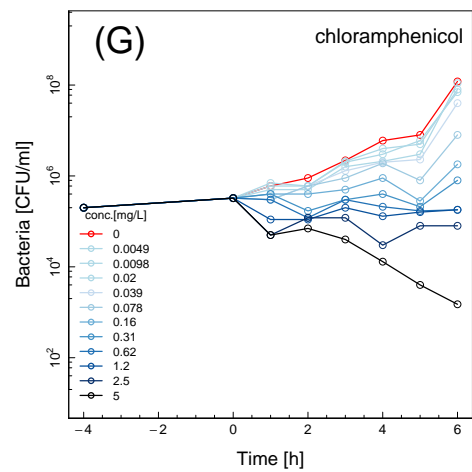 (G)
chloramphenicol
Bacteria [CFU/ml]
10^8
10^6
10^4
10^2
conc.[mg/L]
0
0.0049
0.0098
0.02
0.039
0.078
0.16
0.31
0.62
1.2
2.5
5
−4 −2 0 2 4 6
Time [h]